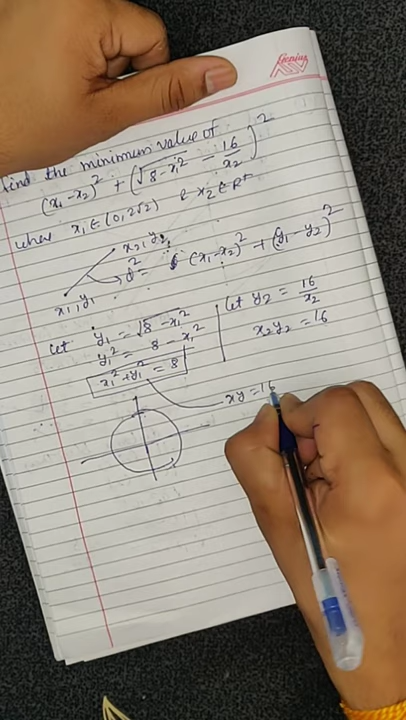 Genius
Find the minimum value of
(x₁-x₂)² + (√8-x₁² - 16/x₂)²
where x₁ ∈ (0, 2√2) & x₂ ∈ R⁺
x₂, y₂
x₁, y₁
d² = (x₁-x₂)² + (y₁-y₂)²
let y₁ = √8-x₁²
y₁² = 8 - x₁²
x₁²+y₁² = 8
let y₂ = 16/x₂
x₂y₂ = 16
xy = 16